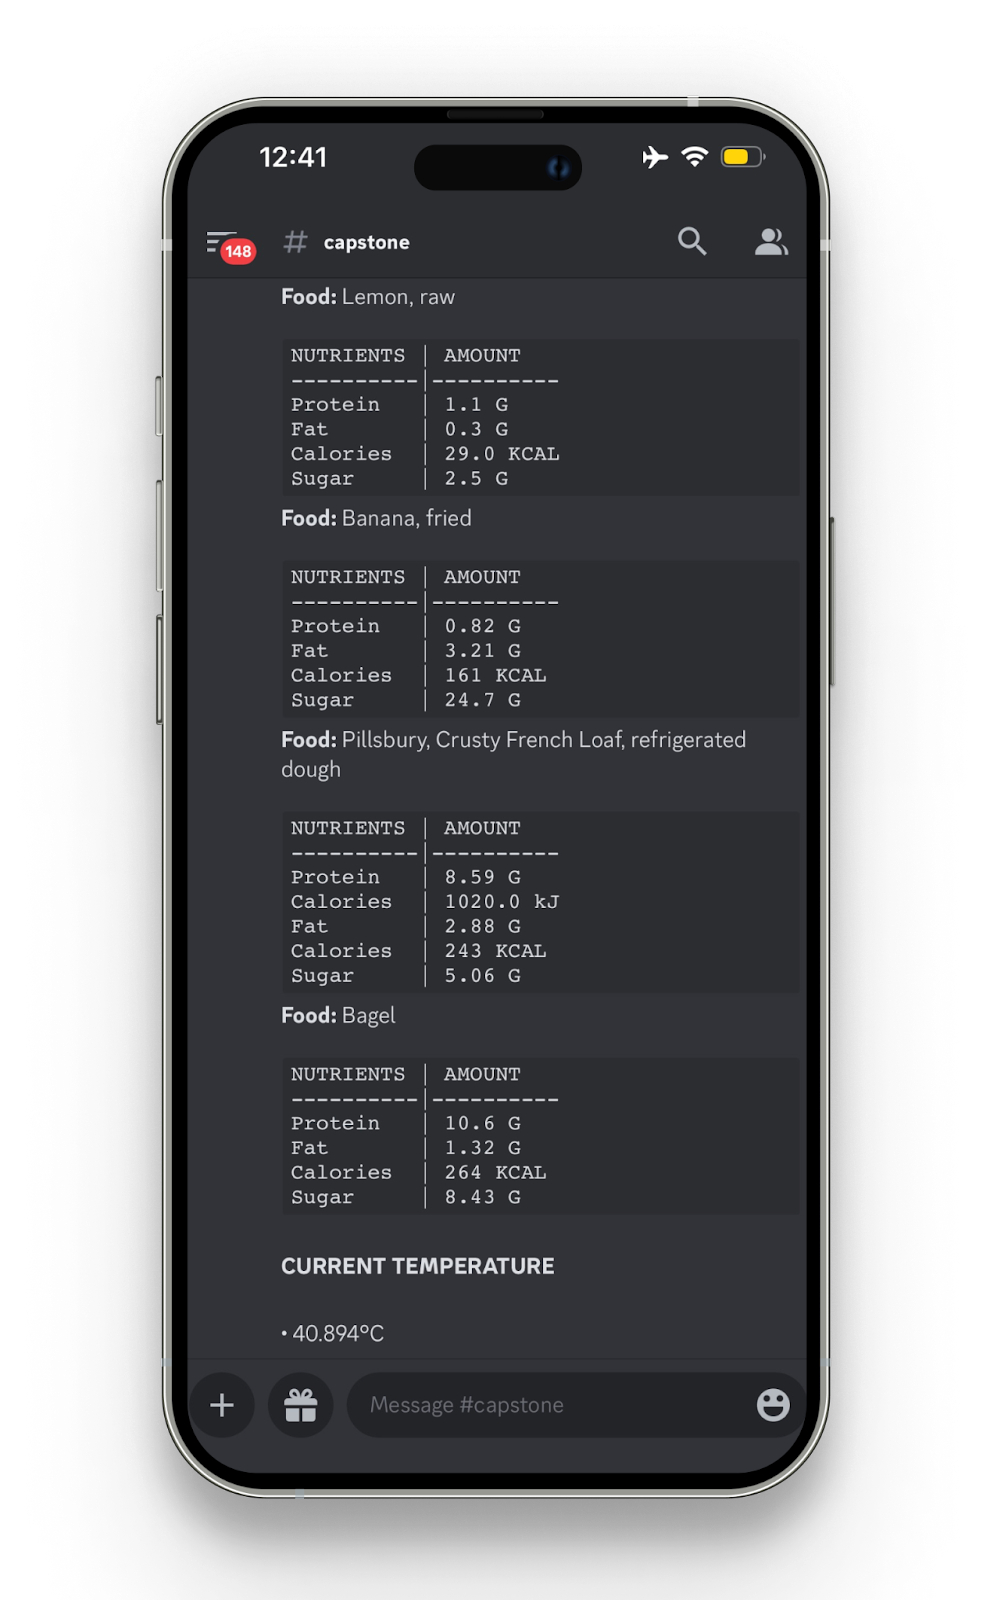 12:41
148
# capstone
Food: Lemon, raw
NUTRIENTS | AMOUNT
----------|----------
Protein | 1.1 G
Fat | 0.3 G
Calories | 29.0 KCAL
Sugar | 2.5 G
Food: Banana, fried
NUTRIENTS | AMOUNT
----------|----------
Protein | 0.82 G
Fat | 3.21 G
Calories | 161 KCAL
Sugar | 24.7 G
Food: Pillsbury, Crusty French Loaf, refrigerated
dough
NUTRIENTS | AMOUNT
----------|----------
Protein | 8.59 G
Calories | 1020.0 kJ
Fat | 2.88 G
Calories | 243 KCAL
Sugar | 5.06 G
Food: Bagel
NUTRIENTS | AMOUNT
----------|----------
Protein | 10.6 G
Fat | 1.32 G
Calories | 264 KCAL
Sugar | 8.43 G
CURRENT TEMPERATURE
• 40.894°C
Message #capstone